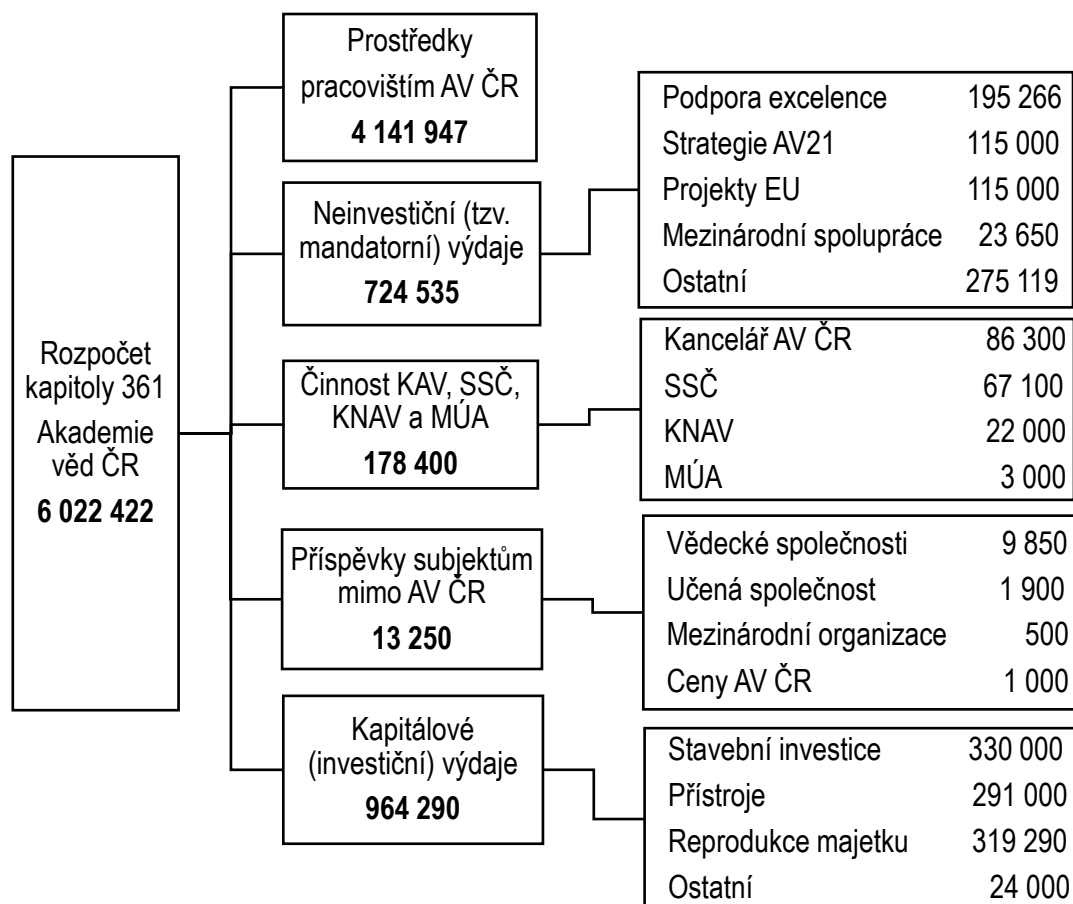 Rozpočet
kapitoly 361
Akademie
věd ČR
6 022 422
Prostředky
pracovištím AV ČR
4 141 947
Neinvestiční (tzv.
mandatorní) výdaje
724 535
Podpora excelence 195 266
Strategie AV21 115 000
Projekty EU 115 000
Mezinárodní spolupráce 23 650
Ostatní 275 119
Činnost KAV, SSČ,
KNAV a MÚA
178 400
Kancelář AV ČR 86 300
SSČ 67 100
KNAV 22 000
MÚA 3 000
Příspěvky subjektům
mimo AV ČR
13 250
Vědecké společnosti 9 850
Učená společnost 1 900
Mezinárodní organizace 500
Ceny AV ČR 1 000
Kapitálové
(investiční) výdaje
964 290
Stavební investice 330 000
Přístroje 291 000
Reprodukce majetku 319 290
Ostatní 24 000